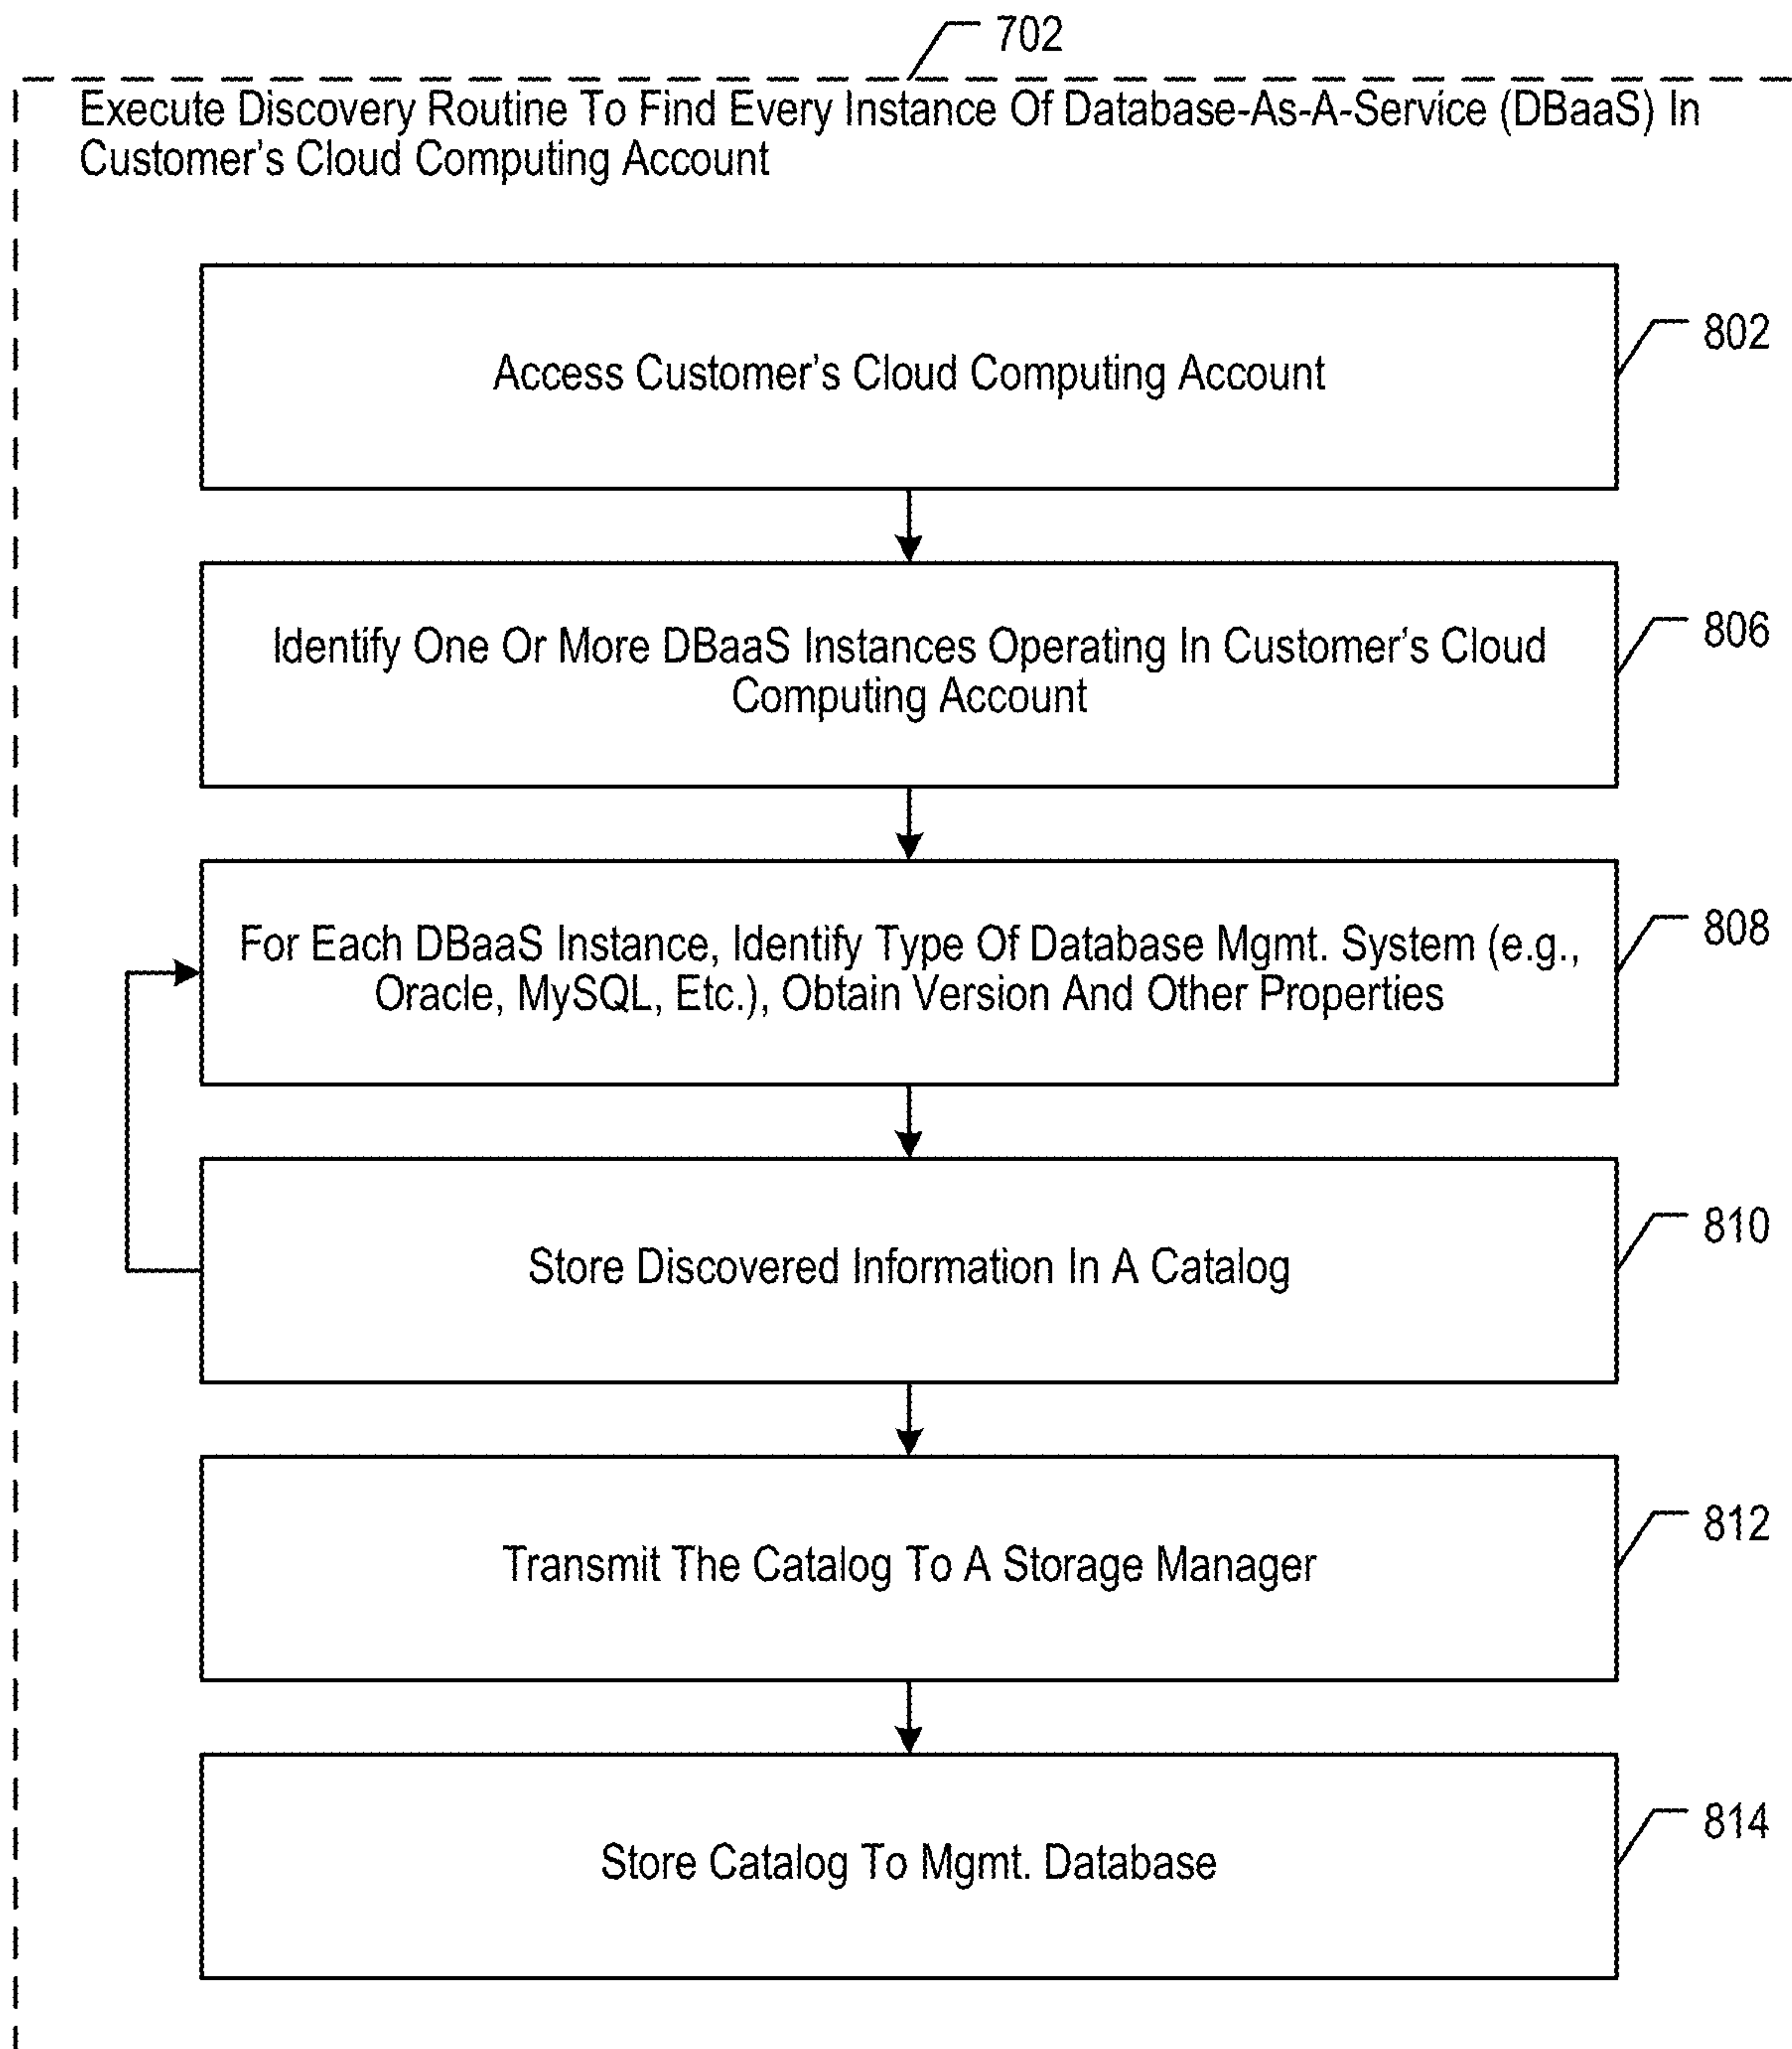 702
Execute Discovery Routine To Find Every Instance Of Database-As-A-Service (DBaaS) In
Customer's Cloud Computing Account
Access Customer's Cloud Computing Account
802
Identify One Or More DBaaS Instances Operating In Customer's Cloud
Computing Account
806
For Each DBaaS Instance, Identify Type Of Database Mgmt. System (e.g.,
Oracle, MySQL, Etc.), Obtain Version And Other Properties
808
Store Discovered Information In A Catalog
810
Transmit The Catalog To A Storage Manager
812
Store Catalog To Mgmt. Database
814